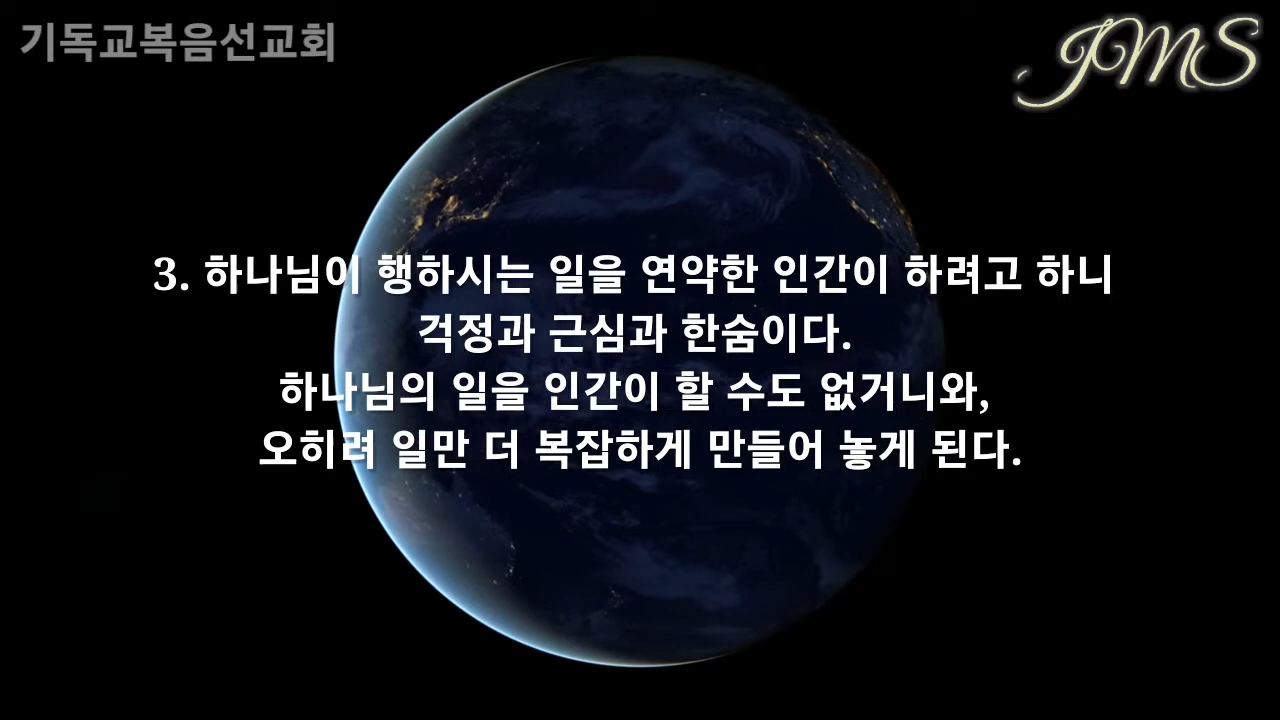 기독교복음선교회
JMS
3. 하나님이 행하시는 일을 연약한 인간이 하려고 하니
걱정과 근심과 한숨이다.
하나님의 일을 인간이 할 수도 없거니와,
오히려 일만 더 복잡하게 만들어 놓게 된다.